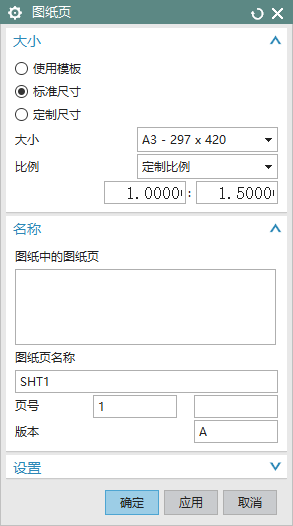 图纸页
大小
使用模板
标准尺寸
定制尺寸
大小 A3 - 297 x 420
比例 定制比例
1.0000 : 1.5000
名称
图纸中的图纸页
图纸页名称
SHT1
页号 1
版本 A
设置
确定 应用 取消